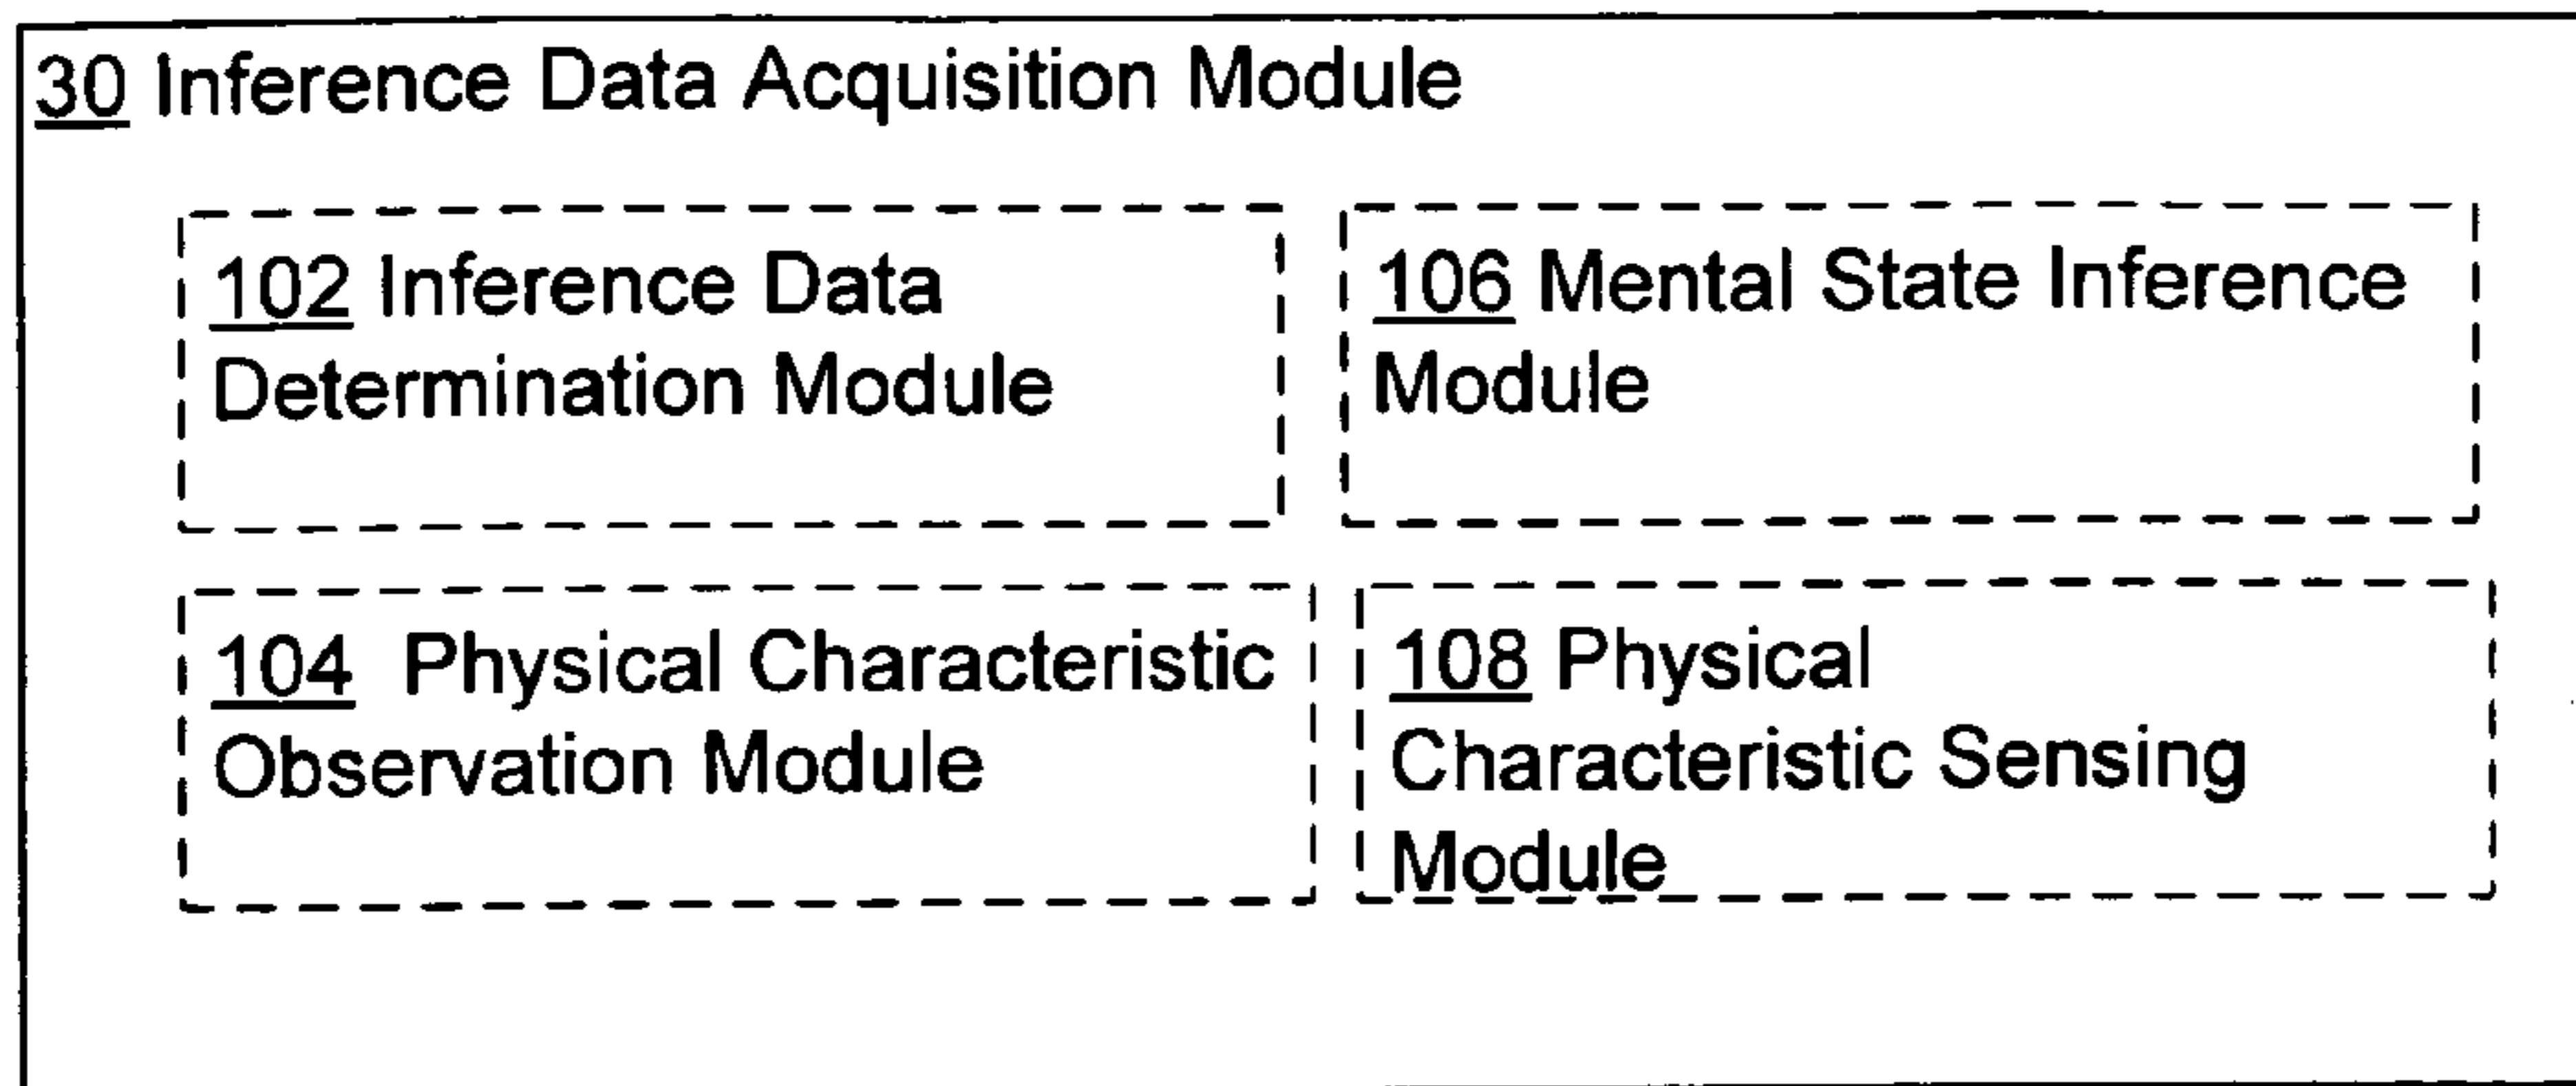 30 Inference Data Acquisition Module
102 Inference Data
Determination Module
106 Mental State Inference
Module
104 Physical Characteristic
Observation Module
108 Physical
Characteristic Sensing
Module